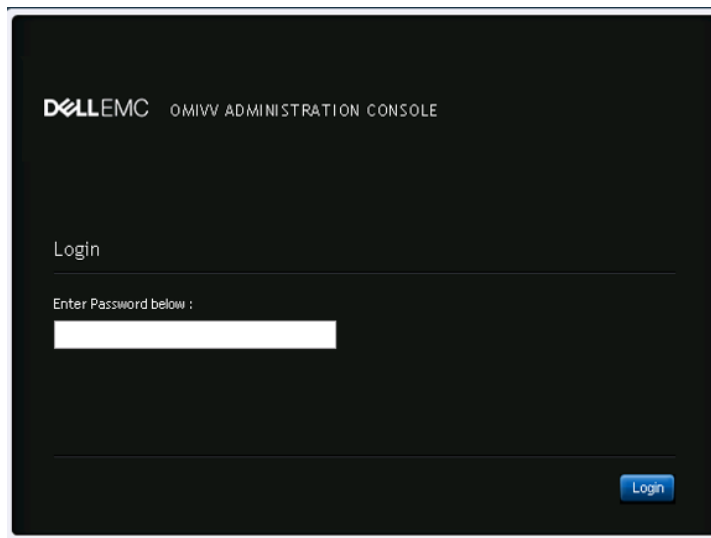 DELLEMC OMIVV ADMINISTRATION CONSOLE
Login
Enter Password below :
Login